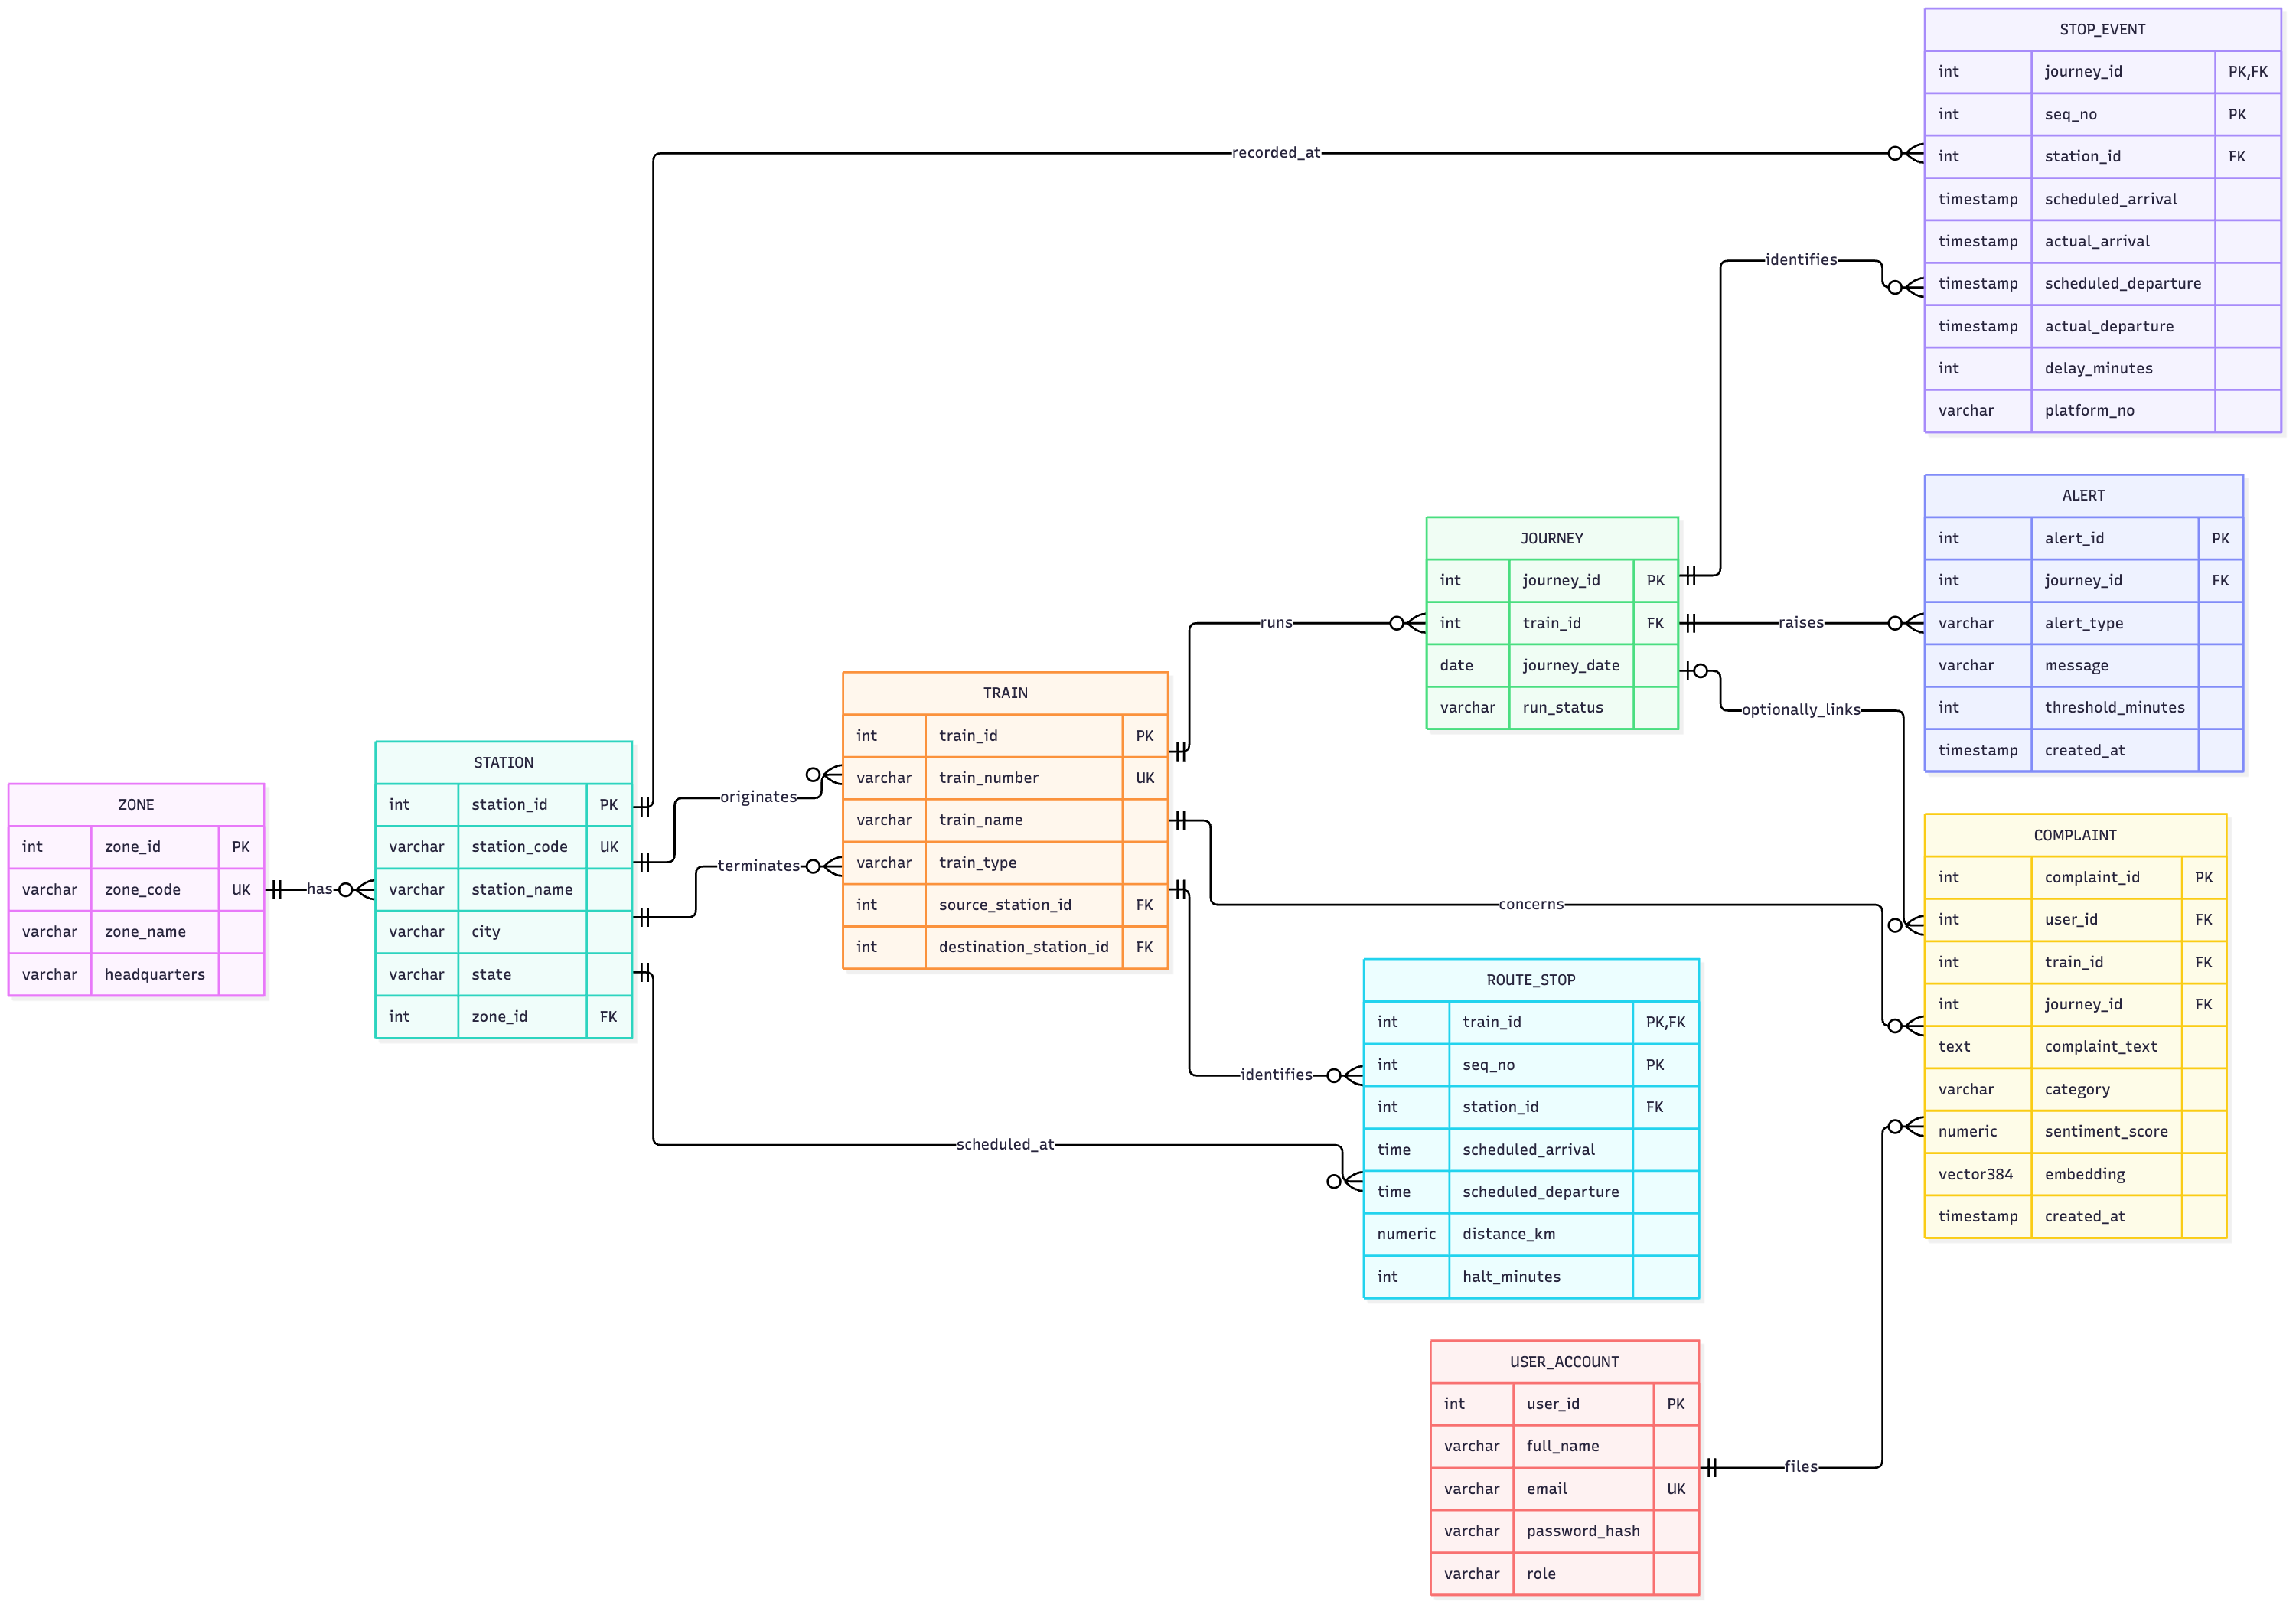 STOP_EVENT
int journey_id PK,FK
int seq_no PK
int station_id FK
timestamp scheduled_arrival
timestamp actual_arrival
timestamp scheduled_departure
timestamp actual_departure
int delay_minutes
varchar platform_no
recorded_at
identifies
ALERT
int alert_id PK
int journey_id FK
varchar alert_type
varchar message
int threshold_minutes
timestamp created_at
JOURNEY
int journey_id PK
int train_id FK
date journey_date
varchar run_status
runs
raises
optionally_links
TRAIN
int train_id PK
varchar train_number UK
varchar train_name
varchar train_type
int source_station_id FK
int destination_station_id FK
STATION
int station_id PK
varchar station_code UK
varchar station_name
varchar city
varchar state
int zone_id FK
originates
terminates
ZONE
int zone_id PK
varchar zone_code UK
varchar zone_name
varchar headquarters
has
concerns
COMPLAINT
int complaint_id PK
int user_id FK
int train_id FK
int journey_id FK
text complaint_text
varchar category
numeric sentiment_score
vector384 embedding
timestamp created_at
ROUTE_STOP
int train_id PK,FK
int seq_no PK
int station_id FK
time scheduled_arrival
time scheduled_departure
numeric distance_km
int halt_minutes
identifies
scheduled_at
USER_ACCOUNT
int user_id PK
varchar full_name
varchar email UK
varchar password_hash
varchar role
files